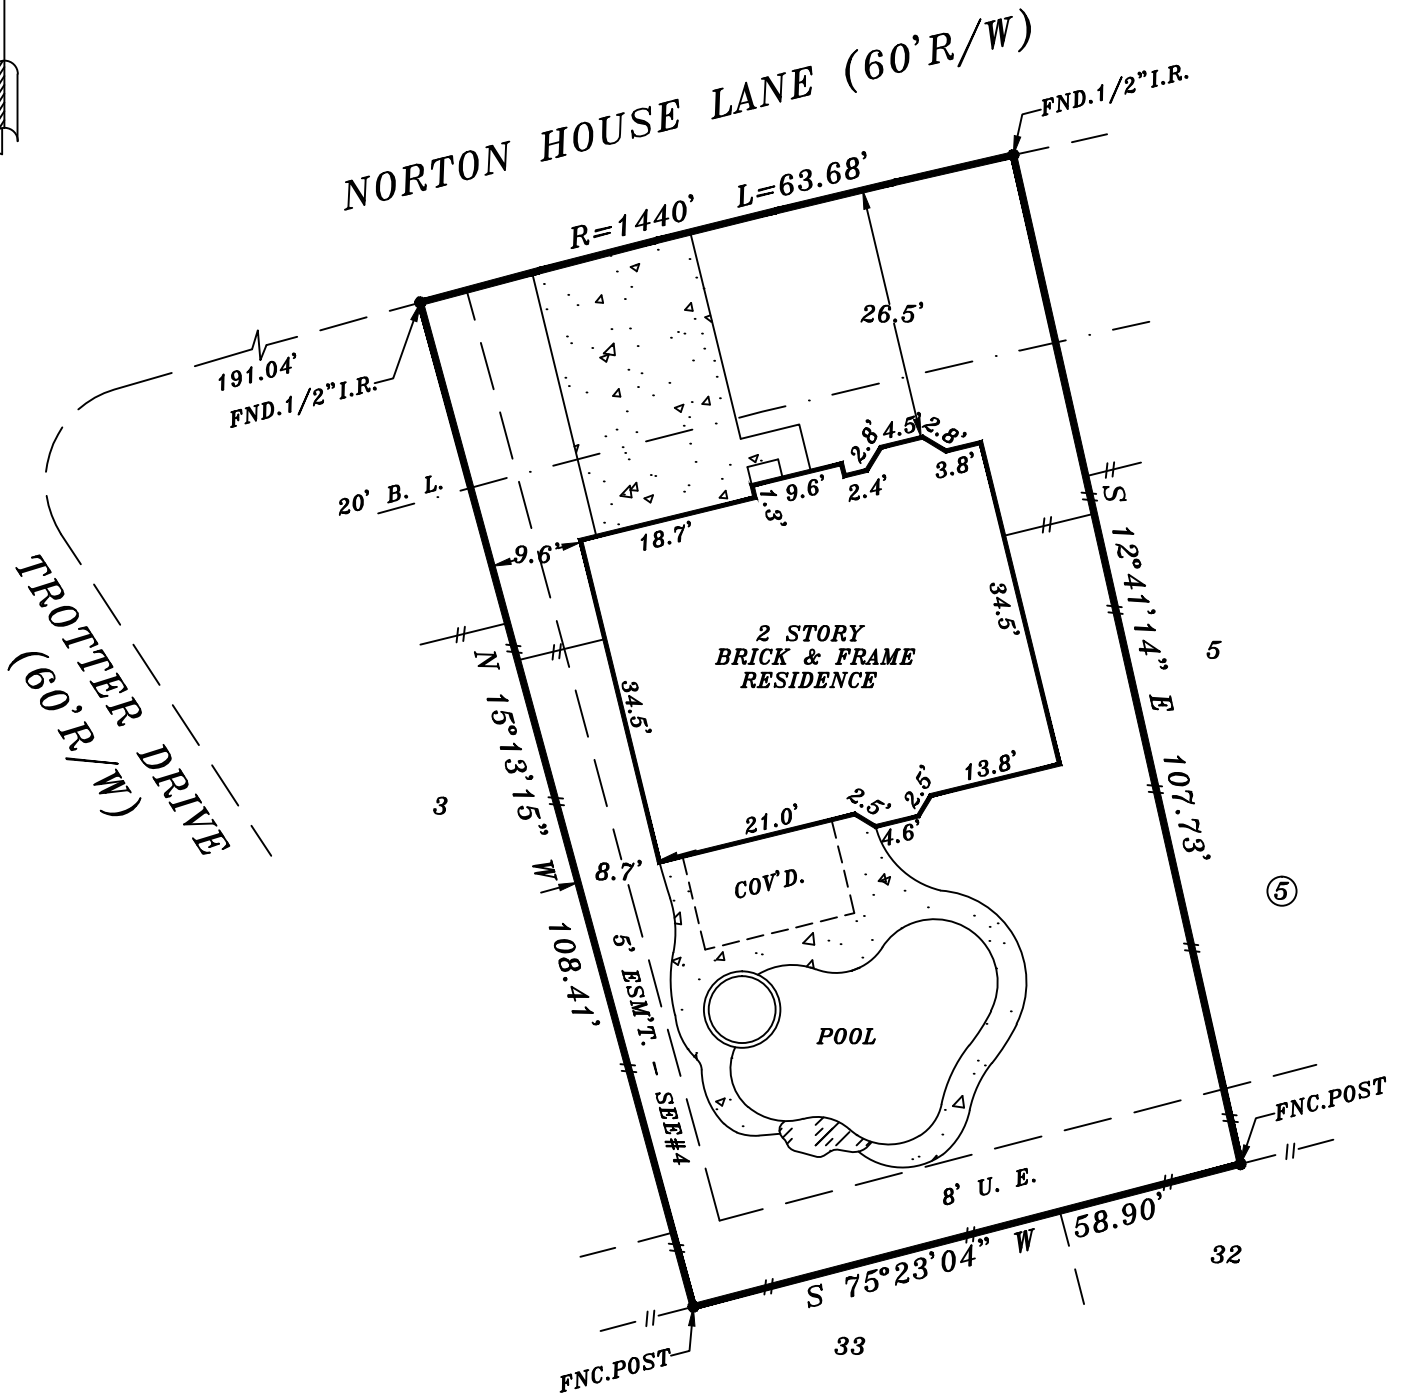 NORTON HOUSE LANE (60'R/W)
FND.1/2"I.R.
R=1440' L=63.68'
26.5'
191.04'
FND.1/2"I.R.
20' B. L.
2.8'
4.5'
2.8'
3.8'
2.4'
9.6'
1.3'
18.7'
9.6'
S 12°41'14" E 107.73'
TROTTER DRIVE
(60'R/W)
34.5'
2 STORY
BRICK & FRAME
RESIDENCE
5
N 15°13'15" W 108.41'
34.5'
3
13.8'
2.5'
2.5'
4.6'
21.0'
8.7'
COV'D.
5
5' ESM'T. - SEE#4
POOL
FNC.POST
8' U. E.
S 75°23'04" W 58.90'
32
33
FNC.POST